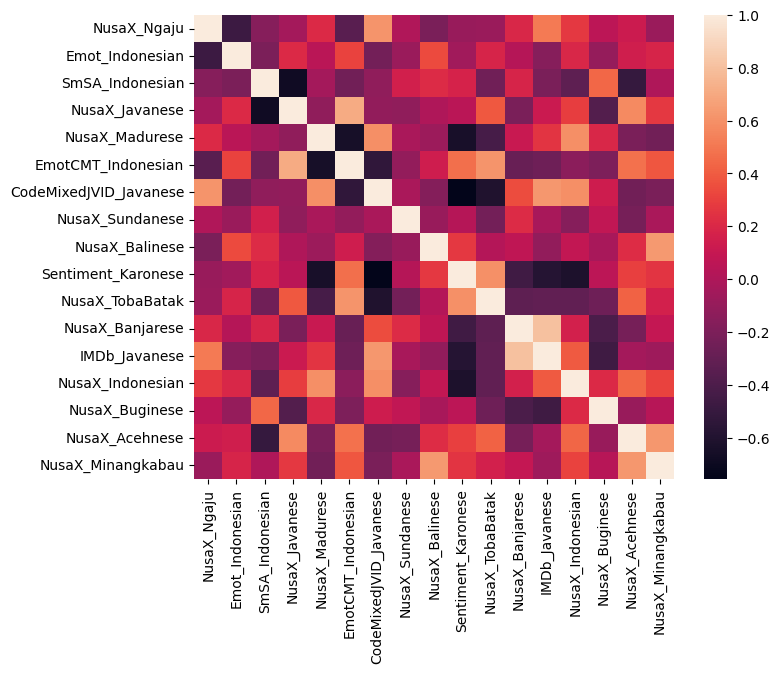 NusaX_Ngaju
Emot_Indonesian
SmSA_Indonesian
NusaX_Javanese
NusaX_Madurese
EmotCMT_Indonesian
CodeMixedJVID_Javanese
NusaX_Sundanese
NusaX_Balinese
Sentiment_Karonese
NusaX_TobaBatak
NusaX_Banjarese
IMDb_Javanese
NusaX_Indonesian
NusaX_Buginese
NusaX_Acehnese
NusaX_Minangkabau
NusaX_Ngaju
Emot_Indonesian
SmSA_Indonesian
NusaX_Javanese
NusaX_Madurese
EmotCMT_Indonesian
CodeMixedJVID_Javanese
NusaX_Sundanese
NusaX_Balinese
Sentiment_Karonese
NusaX_TobaBatak
NusaX_Banjarese
IMDb_Javanese
NusaX_Indonesian
NusaX_Buginese
NusaX_Acehnese
NusaX_Minangkabau
1.0
0.8
0.6
0.4
0.2
0.0
−0.2
−0.4
−0.6